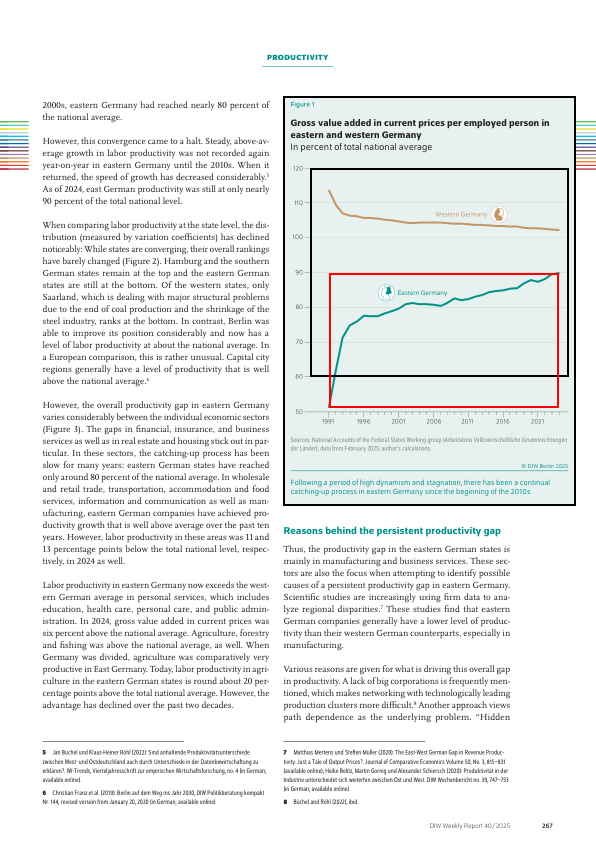 PRODUCTIVITY
2000s, eastern Germany had reached nearly 80 percent of
the national average.
However, this convergence came to a halt. Steady, above-av-
erage growth in labor productivity was not recorded again
year-on-year in eastern Germany until the 2010s. When it
returned, the speed of growth has decreased considerably.5
As of 2024, east German productivity was still at only nearly
90 percent of the total national level.
When comparing labor productivity at the state level, the dis-
tribution (measured by variation coefficients) has declined
noticeably: While states are converging, their overall rankings
have barely changed (Figure 2). Hamburg and the southern
German states remain at the top and the eastern German
states are still at the bottom. Of the western states, only
Saarland, which is dealing with major structural problems
due to the end of coal production and the shrinkage of the
steel industry, ranks at the bottom. In contrast, Berlin was
able to improve its position considerably and now has a
level of labor productivity at about the national average. In
a European comparison, this is rather unusual. Capital city
regions generally have a level of productivity that is well
above the national average.6
However, the overall productivity gap in eastern Germany
varies considerably between the individual economic sectors
(Figure 3). The gaps in financial, insurance, and business
services as well as in real estate and housing stick out in par-
ticular. In these sectors, the catching-up process has been
slow for many years: eastern German states have reached
only around 80 percent of the national average. In wholesale
and retail trade, transportation, accommodation and food
services, information and communication as well as man-
ufacturing, eastern German companies have achieved pro-
ductivity growth that is well above average over the past ten
years. However, labor productivity in these areas was 11 and
13 percentage points below the total national level, respec-
tively, in 2024 as well.
Labor productivity in eastern Germany now exceeds the west-
ern German average in personal services, which includes
education, health care, personal care, and public admin-
istration. In 2024, gross value added in current prices was
six percent above the national average. Agriculture, forestry
and fishing was above the national average, as well. When
Germany was divided, agriculture was comparatively very
productive in East Germany. Today, labor productivity in agri-
culture in the eastern German states is round about 20 per-
centage points above the total national average. However, the
advantage has declined over the past two decades.
5 Jan Büchel und Klaus-Heiner Röhl (2022): Sind anhaltende Produktivitätsunterschiede
zwischen West- und Ostdeutschland auch durch Unterschiede in der Datenbewirtschaftung zu
erklären?. IW-Trends, Vierteljahresschrift zur empirischen Wirtschaftsforschung, no. 4 (in German;
available online).
6 Christian Franz et al. (2019): Berlin auf dem Weg ins Jahr 2030, DIW Politikberatung kompakt
Nr. 144, revised version from January 20, 2020 (in German; available online).
Figure 1
Gross value added in current prices per employed person in
eastern and western Germany
In percent of total national average
120
110
100
90
80
70
60
50
Western Germany
Eastern Germany
1991 1996 2001 2006 2011 2016 2021
Sources: National Accounts of the Federal States Working group (Arbeitskreis Volkswirtschaftliche Gesamtrechnungen
der Länder), data from February 2025; author's calculations.
© DIW Berlin 2025
Following a period of high dynamism and stagnation, there has been a continual
catching-up process in eastern Germany since the beginning of the 2010s.
Reasons behind the persistent productivity gap
Thus, the productivity gap in the eastern German states is
mainly in manufacturing and business services. These sec-
tors are also the focus when attempting to identify possible
causes of a persistent productivity gap in eastern Germany.
Scientific studies are increasingly using firm data to ana-
lyze regional disparities.7 These studies find that eastern
German companies generally have a lower level of produc-
tivity than their western German counterparts, especially in
manufacturing.
Various reasons are given for what is driving this overall gap
in productivity. A lack of big corporations is frequently men-
tioned, which makes networking with technologically leading
production clusters more difficult.8 Another approach views
path dependence as the underlying problem. “Hidden
7 Matthias Mertens und Steffen Müller (2020): The East-West German Gap in Revenue Produc-
tivity: Just a Tale of Output Prices?. Journal of Comparative Economics Volume 50, No. 3, 815–831
(available online); Heike Belitz, Martin Gornig und Alexander Schiersch (2020): Produktivität in der
Industrie unterscheidet sich weiterhin zwischen Ost und West. DIW Wochenbericht no. 39, 747–753
(in German; available online).
8 Büchel and Röhl (2022), ibid.
DIW Weekly Report 40/2025 267